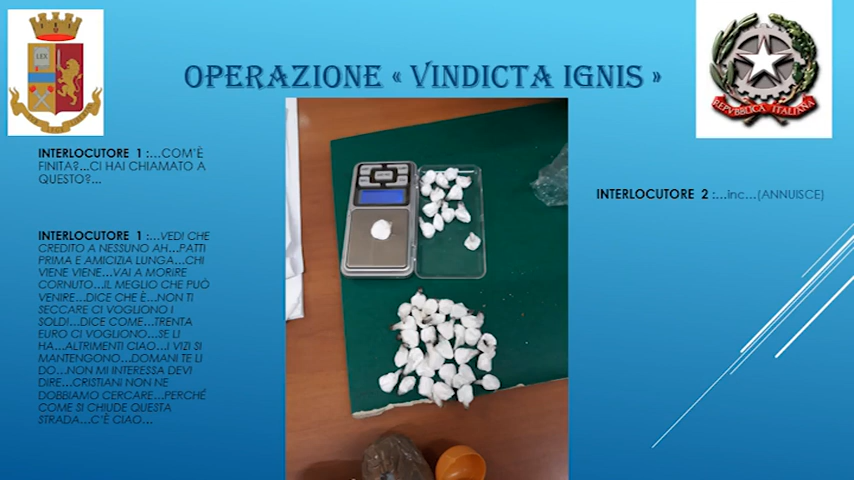 OPERAZIONE « VINDICTA IGNIS »
LEX
REPVBBLICA ITALIANA
INTERLOCUTORE 1 :...COM'È
FINITA?...CI HAI CHIAMATO A
QUESTO?...
INTERLOCUTORE 2 :...inc...(ANNUISCE)
INTERLOCUTORE 1 :...VEDI CHE
CREDITO A NESSUNO AH...PATTI
PRIMA E AMICIZIA LUNGA...CHI
VIENE VIENE...VAI A MORIRE
CORNUTO...IL MEGLIO CHE PUÒ
VENIRE...DICE CHE È...NON TI
SECCARE CI VOGLIONO I
SOLDI...DICE COME...TRENTA
EURO CI VOGLIONO...SE LI
HA...ALTRIMENTI CIAO...I VIZI SI
MANTENGONO...DOMANI TE LI
DO...NON MI INTERESSA DEVI
DIRE...CRISTIANI NON NE
DOBBIAMO CERCARE...PERCHÉ
COME SI CHIUDE QUESTA
STRADA...C'È CIAO...